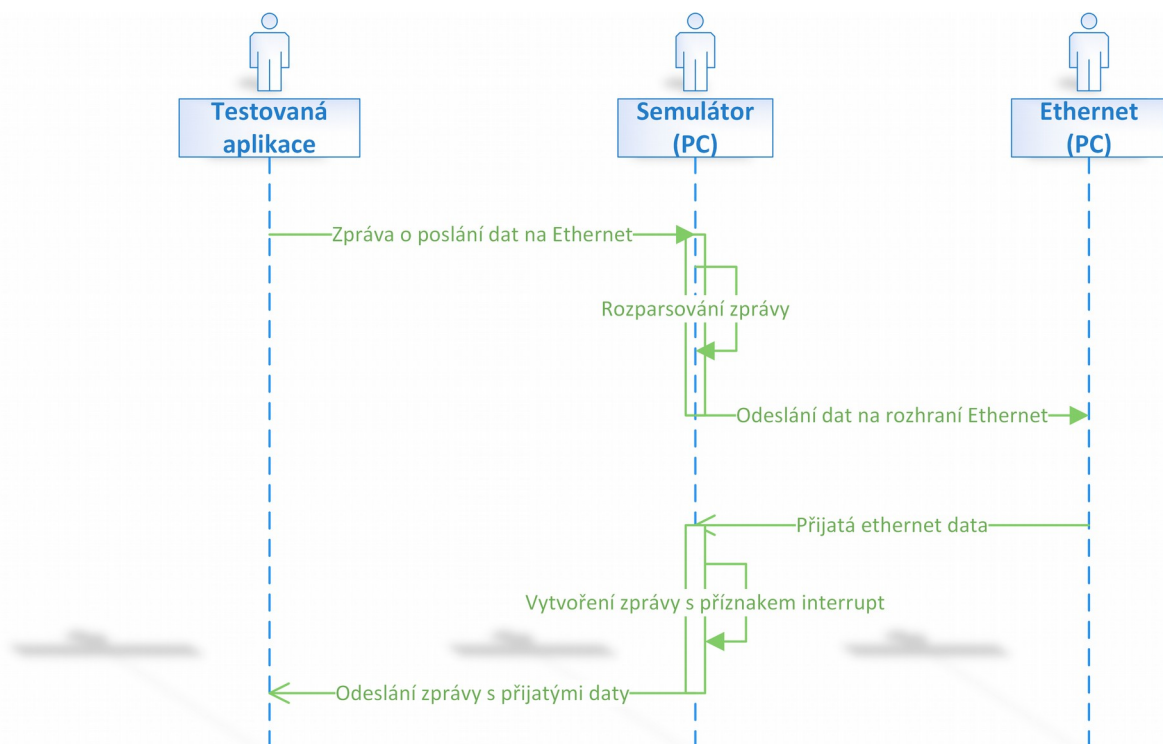 Testovaná
aplikace
Semulátor
(PC)
Ethernet
(PC)
Zpráva o poslání dat na Ethernet
Rozparsování zprávy
Odeslání dat na rozhraní Ethernet
Přijatá ethernet data
Vytvoření zprávy s příznakem interrupt
Odeslání zprávy s přijatými daty